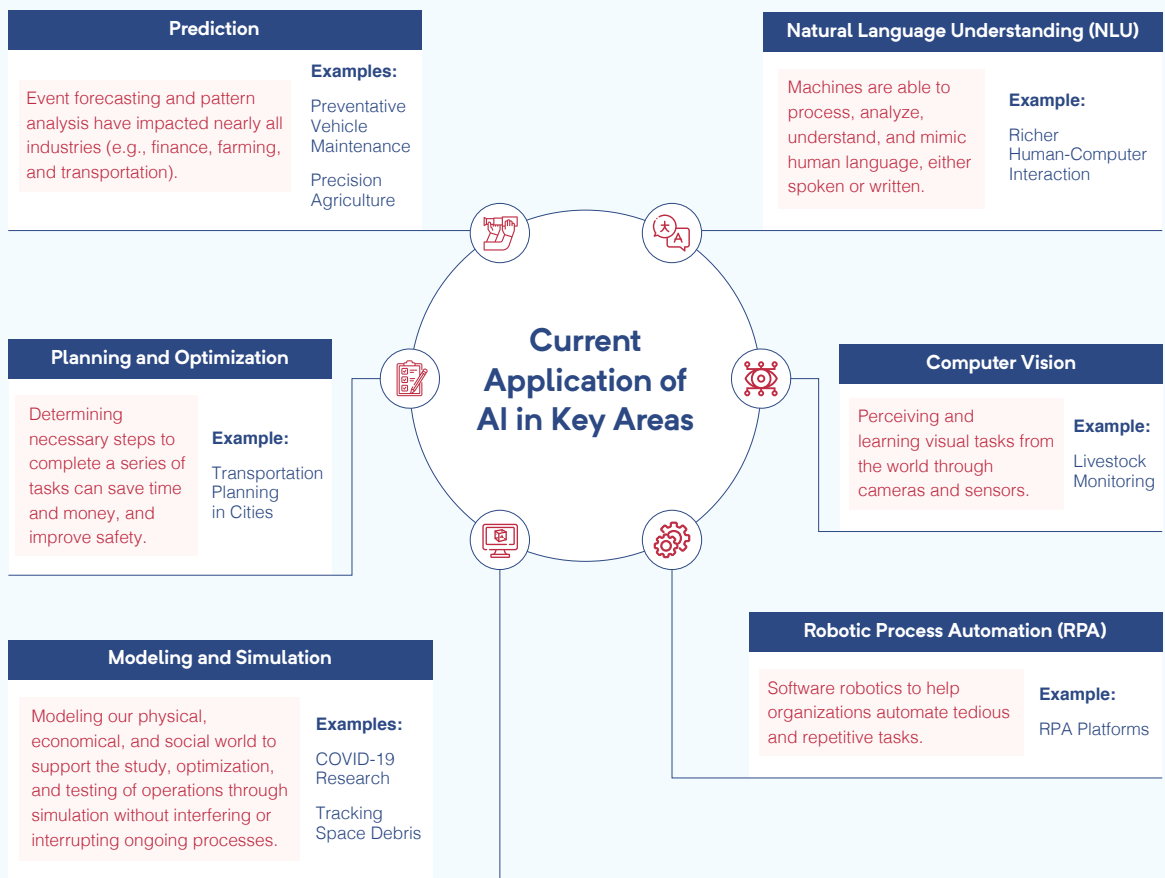 Prediction
Event forecasting and pattern
analysis have impacted nearly all
industries (e.g., finance, farming,
and transportation).
Examples:
Preventative
Vehicle
Maintenance
Precision
Agriculture
Natural Language Understanding (NLU)
Machines are able to
process, analyze,
understand, and mimic
human language, either
spoken or written.
Example:
Richer
Human-Computer
Interaction
大
A
Current
Application of
AI in Key Areas
Planning and Optimization
Determining
necessary steps to
complete a series of
tasks can save time
and money, and
improve safety.
Example:
Transportation
Planning
in Cities
Computer Vision
Perceiving and
learning visual tasks from
the world through
cameras and sensors.
Example:
Livestock
Monitoring
Modeling and Simulation
Modeling our physical,
economical, and social world to
support the study, optimization,
and testing of operations through
simulation without interfering or
interrupting ongoing processes.
Examples:
COVID-19
Research
Tracking
Space Debris
Robotic Process Automation (RPA)
Software robotics to help
organizations automate tedious
and repetitive tasks.
Example:
RPA Platforms